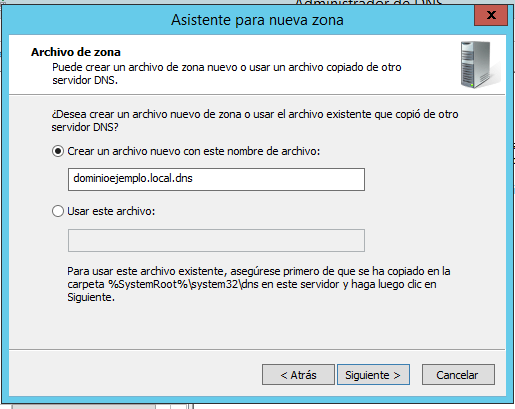 Administrador de DNS
Asistente para nueva zona
x
Archivo de zona
Puede crear un archivo de zona nuevo o usar un archivo copiado de otro
servidor DNS.
¿Desea crear un archivo nuevo de zona o usar el archivo existente que copió de otro
servidor DNS?
Crear un archivo nuevo con este nombre de archivo:
dominioejemplo.local.dns
Usar este archivo:
Para usar este archivo existente, asegúrese primero de que se ha copiado en la
carpeta %SystemRoot%\system32\dns en este servidor y haga luego clic en
Siguiente.
< Atrás
Siguiente >
Cancelar